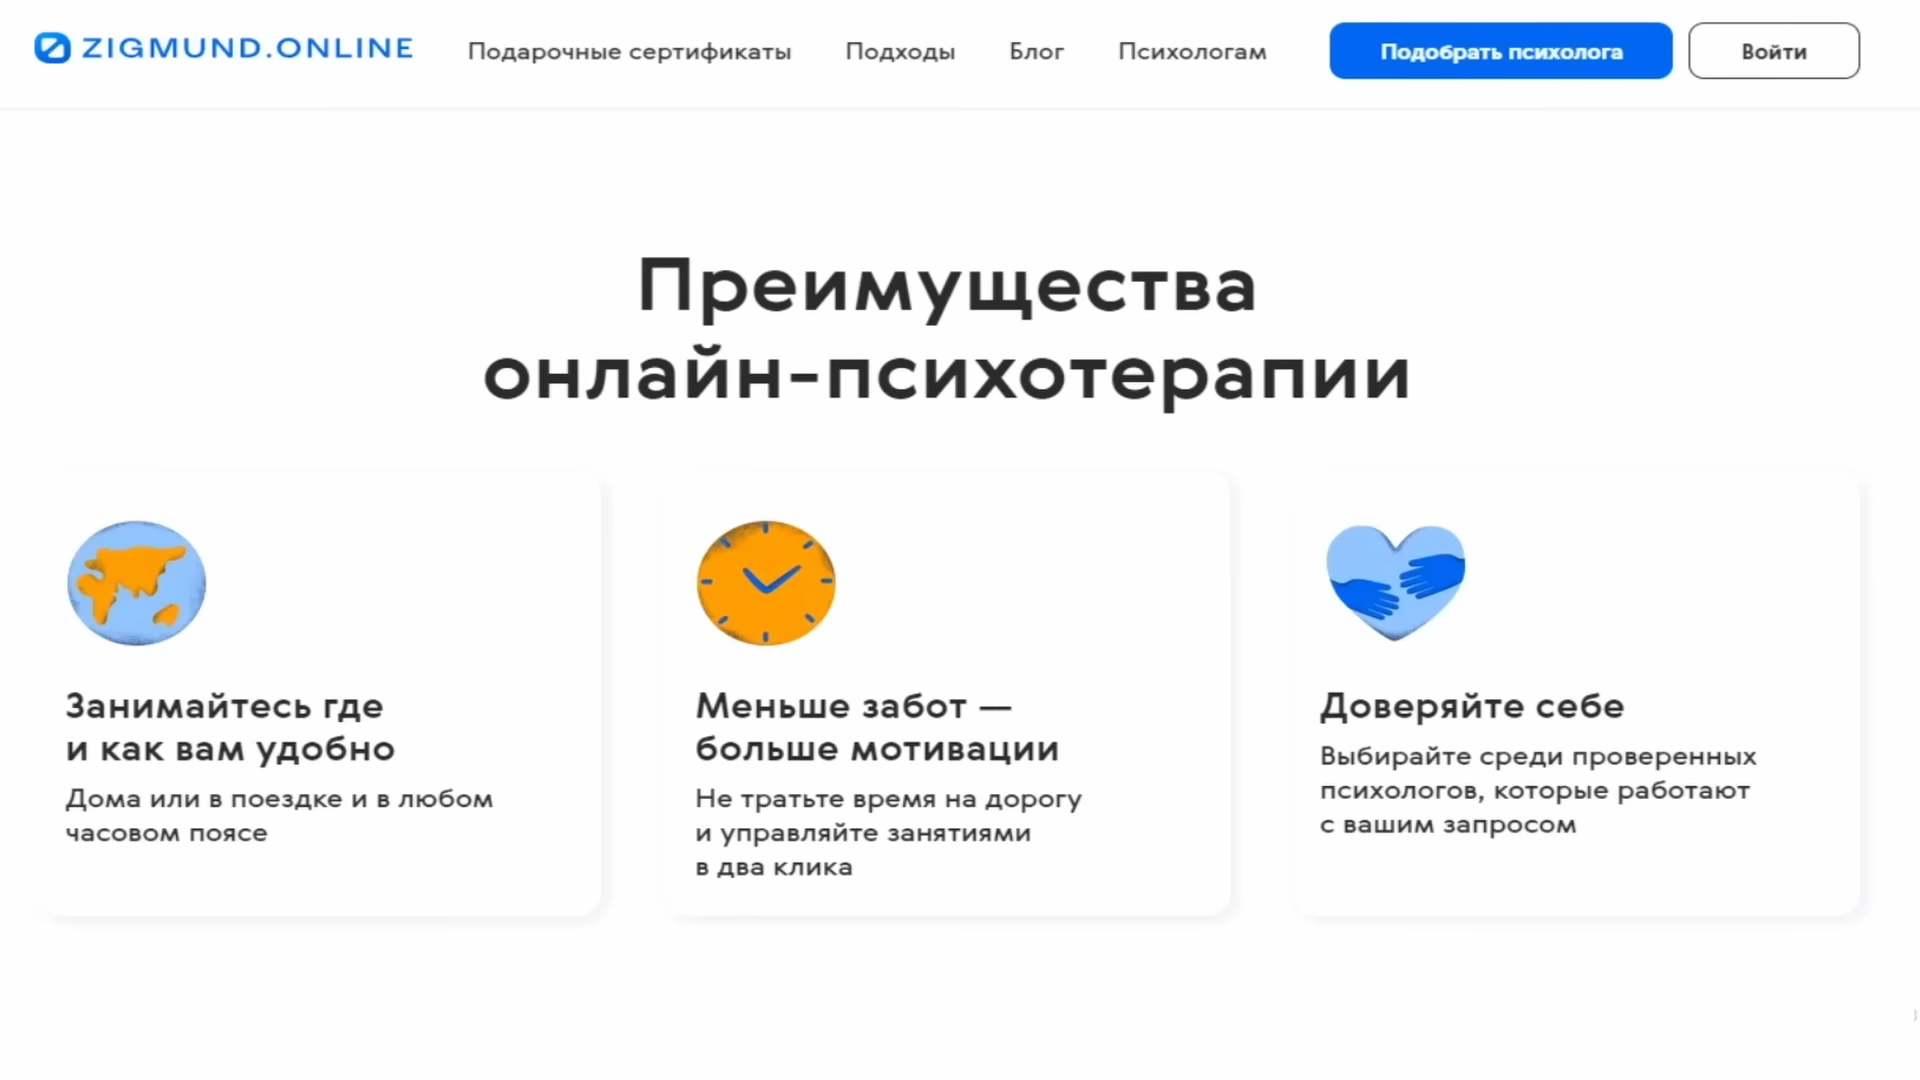 ZIGMUND.ONLINE
Подарочные сертификаты
Подходы
Блог
Психологам
Подобрать психолога
Войти
Преимущества
онлайн-психотерапии
Занимайтесь где
и как вам удобно
Дома или в поездке и в любом
часовом поясе
Меньше забот —
больше мотивации
Не тратьте время на дорогу
и управляйте занятиями
в два клика
Доверяйте себе
Выбирайте среди проверенных
психологов, которые работают
с вашим запросом